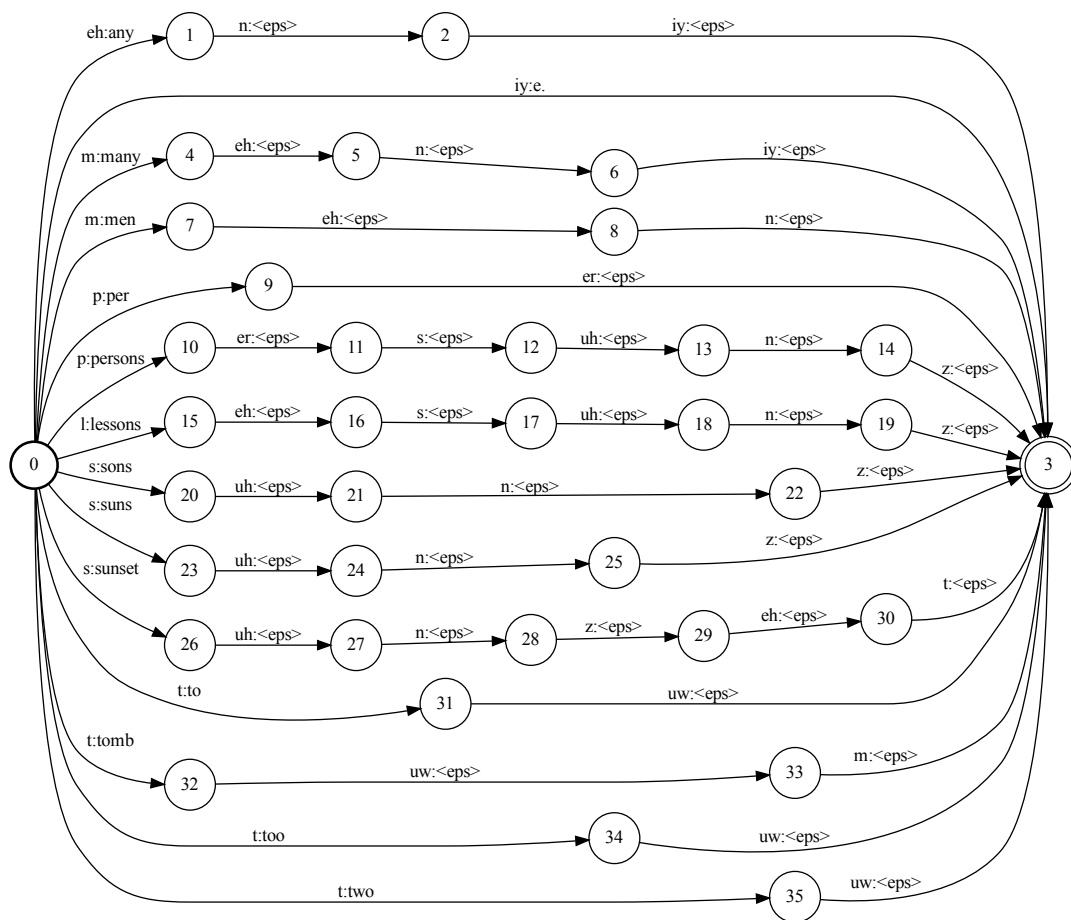 eh:any 1 n:<eps> 2 iy:<eps>
iy:e.
m:many 4 eh:<eps> 5 n:<eps> 6 iy:<eps>
m:men 7 eh:<eps> 8 n:<eps>
p:per 9 er:<eps>
p:persons 10 er:<eps> 11 s:<eps> 12 uh:<eps> 13 n:<eps> 14 z:<eps>
l:lessons 15 eh:<eps> 16 s:<eps> 17 uh:<eps> 18 n:<eps> 19 z:<eps>
0 3
s:sons 20 uh:<eps> 21 n:<eps> 22 z:<eps>
s:suns 23 uh:<eps> 24 n:<eps> 25 z:<eps>
s:sunset 26 uh:<eps> 27 n:<eps> 28 z:<eps> 29 eh:<eps> 30 t:<eps>
t:to 31 uw:<eps>
t:tomb 32 uw:<eps> 33 m:<eps>
t:too 34 uw:<eps>
t:two 35 uw:<eps>